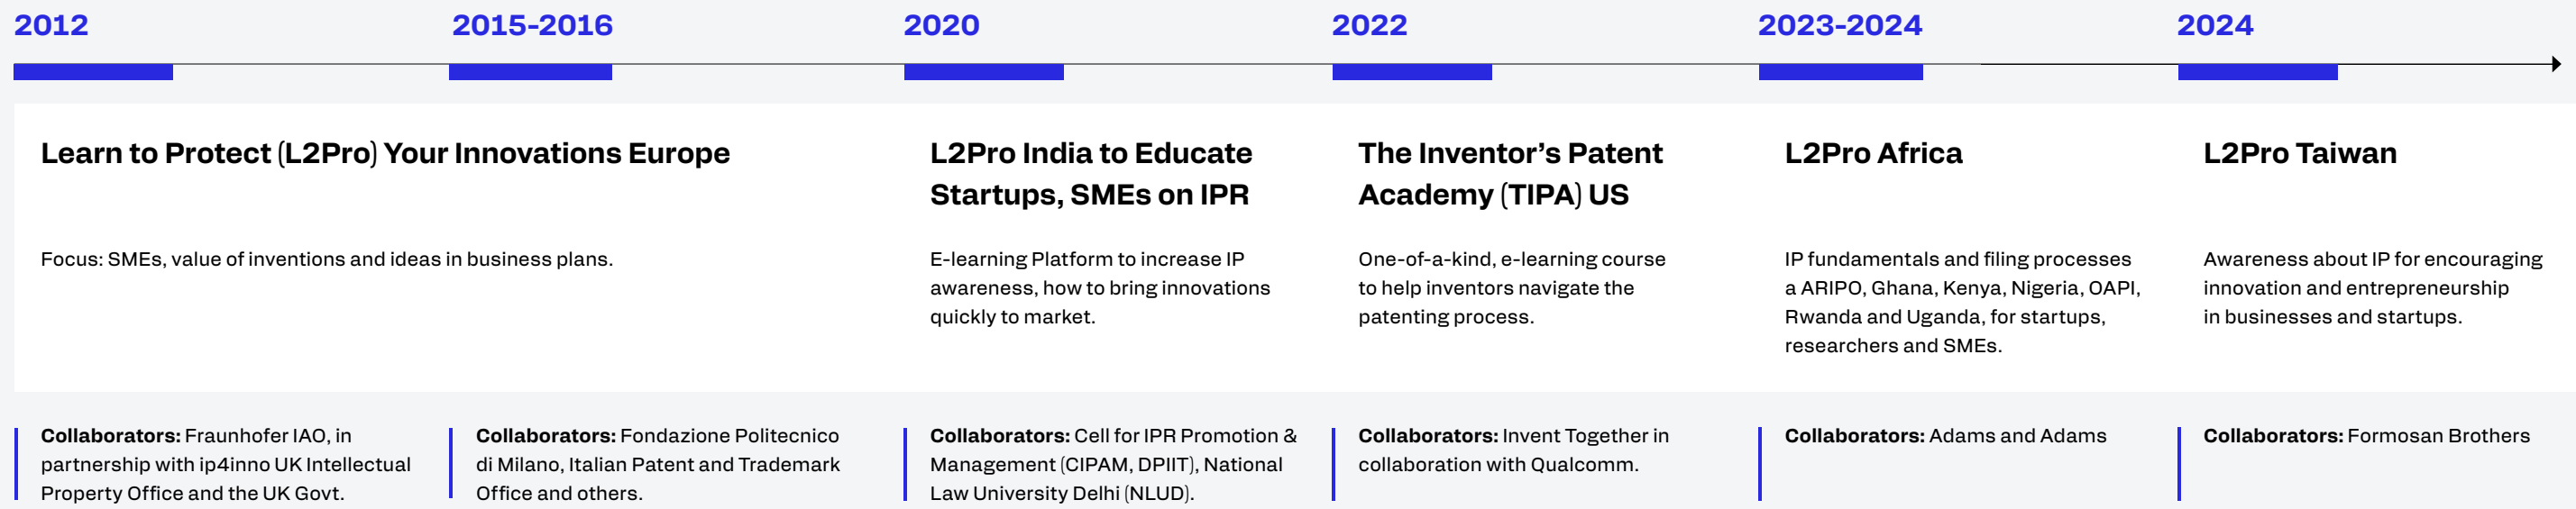 2012
2015-2016
2020
2022
2023-2024
2024
Learn to Protect (L2Pro) Your Innovations Europe
Focus: SMEs, value of inventions and ideas in business plans.
L2Pro India to Educate
Startups, SMEs on IPR
E-learning Platform to increase IP
awareness, how to bring innovations
quickly to market.
The Inventor’s Patent
Academy (TIPA) US
One-of-a-kind, e-learning course
to help inventors navigate the
patenting process.
L2Pro Africa
IP fundamentals and filing processes
a ARIPO, Ghana, Kenya, Nigeria, OAPI,
Rwanda and Uganda, for startups,
researchers and SMEs.
L2Pro Taiwan
Awareness about IP for encouraging
innovation and entrepreneurship
in businesses and startups.
Collaborators: Fraunhofer IAO, in
partnership with ip4inno UK Intellectual
Property Office and the UK Govt.
Collaborators: Fondazione Politecnico
di Milano, Italian Patent and Trademark
Office and others.
Collaborators: Cell for IPR Promotion &
Management (CIPAM, DPIIT), National
Law University Delhi (NLUD).
Collaborators: Invent Together in
collaboration with Qualcomm.
Collaborators: Adams and Adams
Collaborators: Formosan Brothers